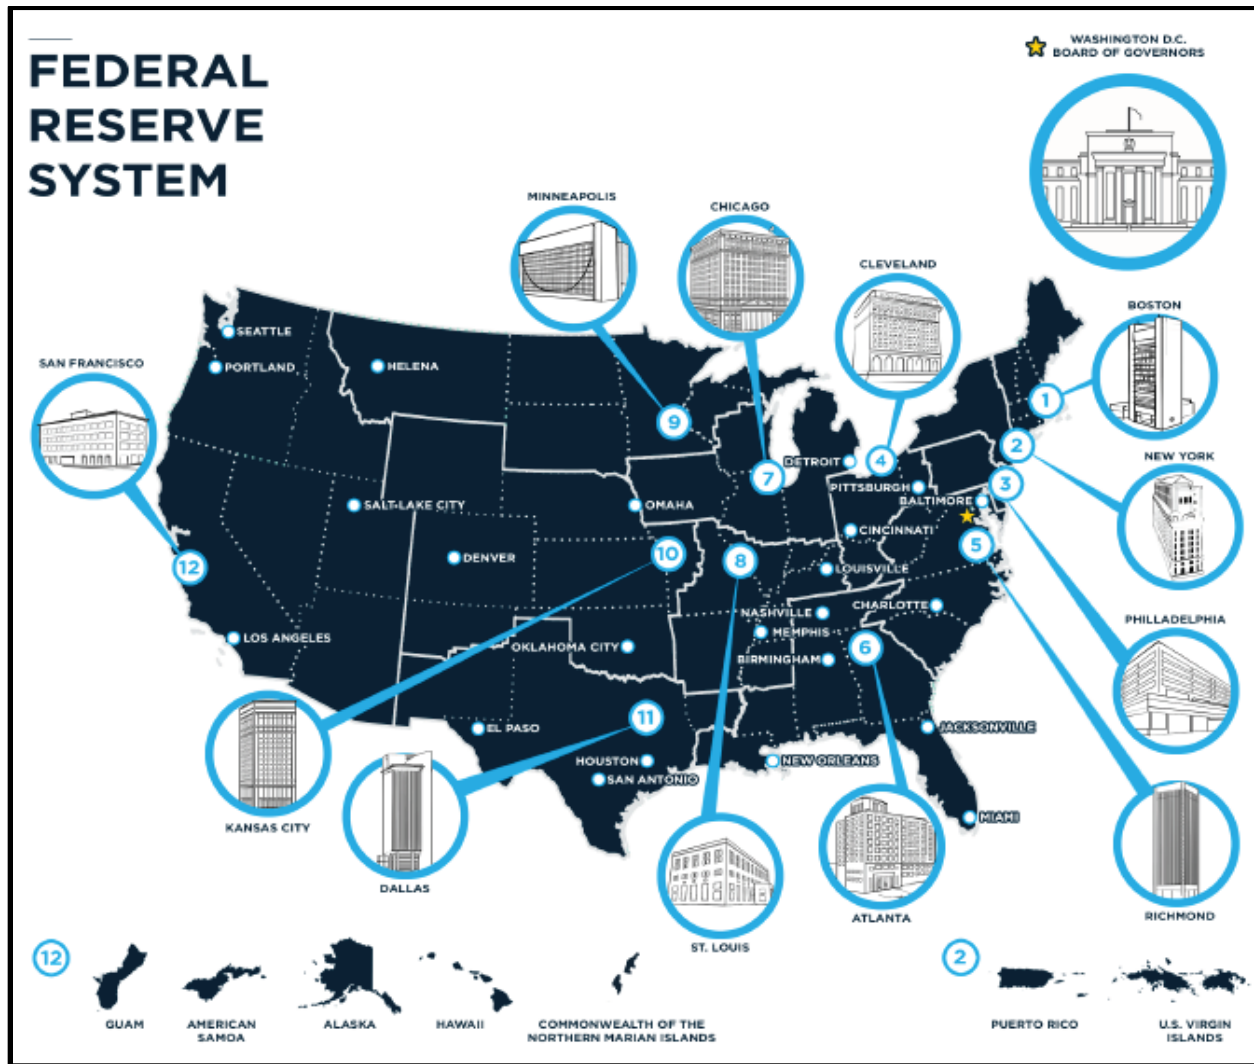 FEDERAL
RESERVE
SYSTEM
WASHINGTON D.C.
BOARD OF GOVERNORS
MINNEAPOLIS
CHICAGO
CLEVELAND
BOSTON
SAN FRANCISCO
SEATTLE
PORTLAND
HELENA
1
9
2
DETROIT
4
NEW YORK
7
PITTSBURGH
3
BALTIMORE
SALT LAKE CITY
OMAHA
CINCINNATI
5
10
DENVER
8
12
LOUISVILLE
NASHVILLE
CHARLOTTE
PHILLADELPHIA
LOS ANGELES
MEMPHIS
OKLAHOMA CITY
6
BIRMINGHAM
11
EL PASO
JACKSONVILLE
HOUSTON
NEW ORLEANS
SAN ANTONIO
MIAMI
KANSAS CITY
DALLAS
ST. LOUIS
ATLANTA
RICHMOND
12
GUAM
AMERICAN
SAMOA
ALASKA
HAWAII
COMMONWEALTH OF THE
NORTHERN MARIAN ISLANDS
2
PUERTO RICO
U.S. VIRGIN
ISLANDS